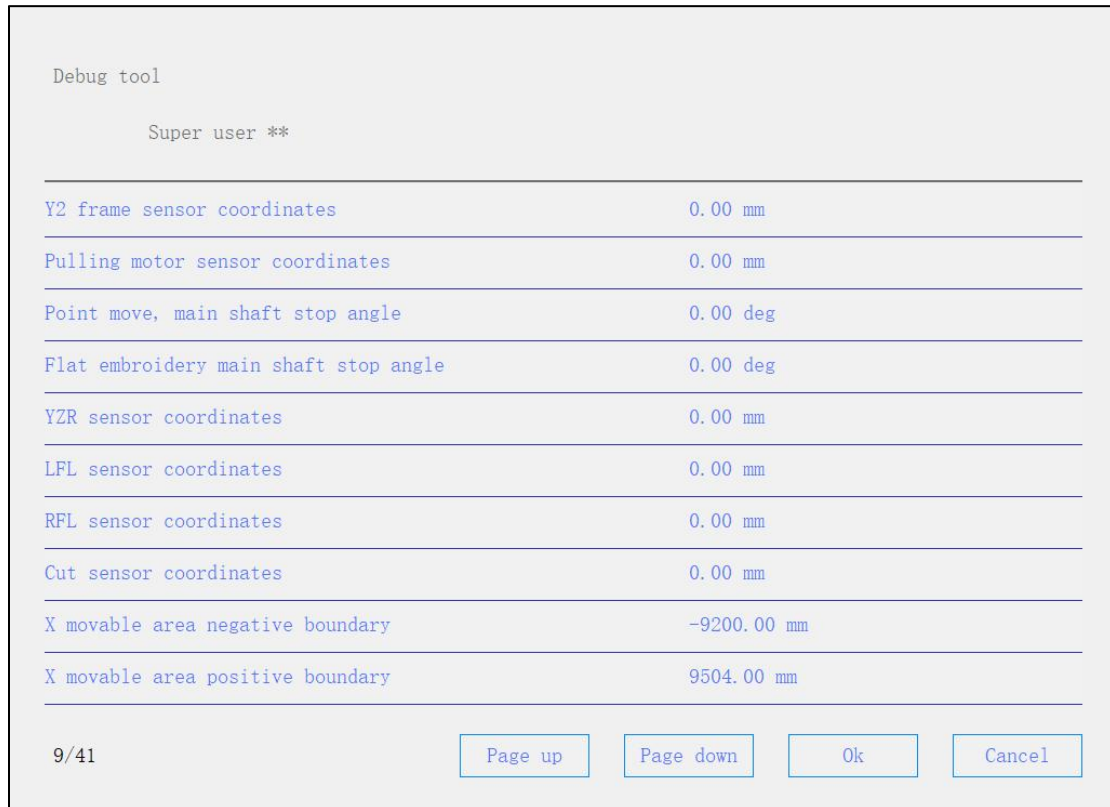 Debug tool
Super user **
Y2 frame sensor coordinates 0.00 mm
Pulling motor sensor coordinates 0.00 mm
Point move, main shaft stop angle 0.00 deg
Flat embroidery main shaft stop angle 0.00 deg
YZR sensor coordinates 0.00 mm
LFL sensor coordinates 0.00 mm
RFL sensor coordinates 0.00 mm
Cut sensor coordinates 0.00 mm
X movable area negative boundary -9200.00 mm
X movable area positive boundary 9504.00 mm
9/41 Page up Page down Ok Cancel